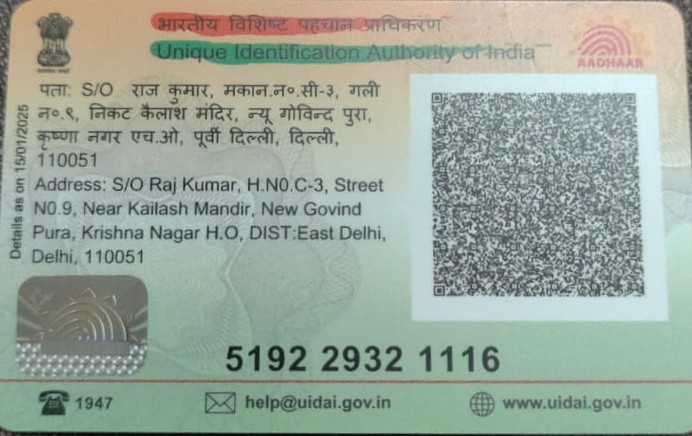 भारतीय विशिष्ट पहचान प्राधिकरण
Unique Identification Authority of India
AADHAAR
पता: S/O राज कुमार, मकान.न०.सी-३, गली
न०.९, निकट कैलाश मंदिर, न्यू गोविन्द पुरा,
कृष्णा नगर एच.ओ, पूर्वी दिल्ली, दिल्ली,
110051
Address: S/O Raj Kumar, H.N0.C-3, Street
N0.9, Near Kailash Mandir, New Govind
Pura, Krishna Nagar H.O, DIST:East Delhi,
Delhi, 110051
Details as on 15/01/2025
5192 2932 1116
1947
help@uidai.gov.in
www.uidai.gov.in